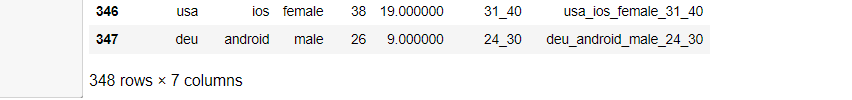 346 usa ios female 38 19.000000 31_40 usa_ios_female_31_40
347 deu android male 26 9.000000 24_30 deu_android_male_24_30
348 rows × 7 columns